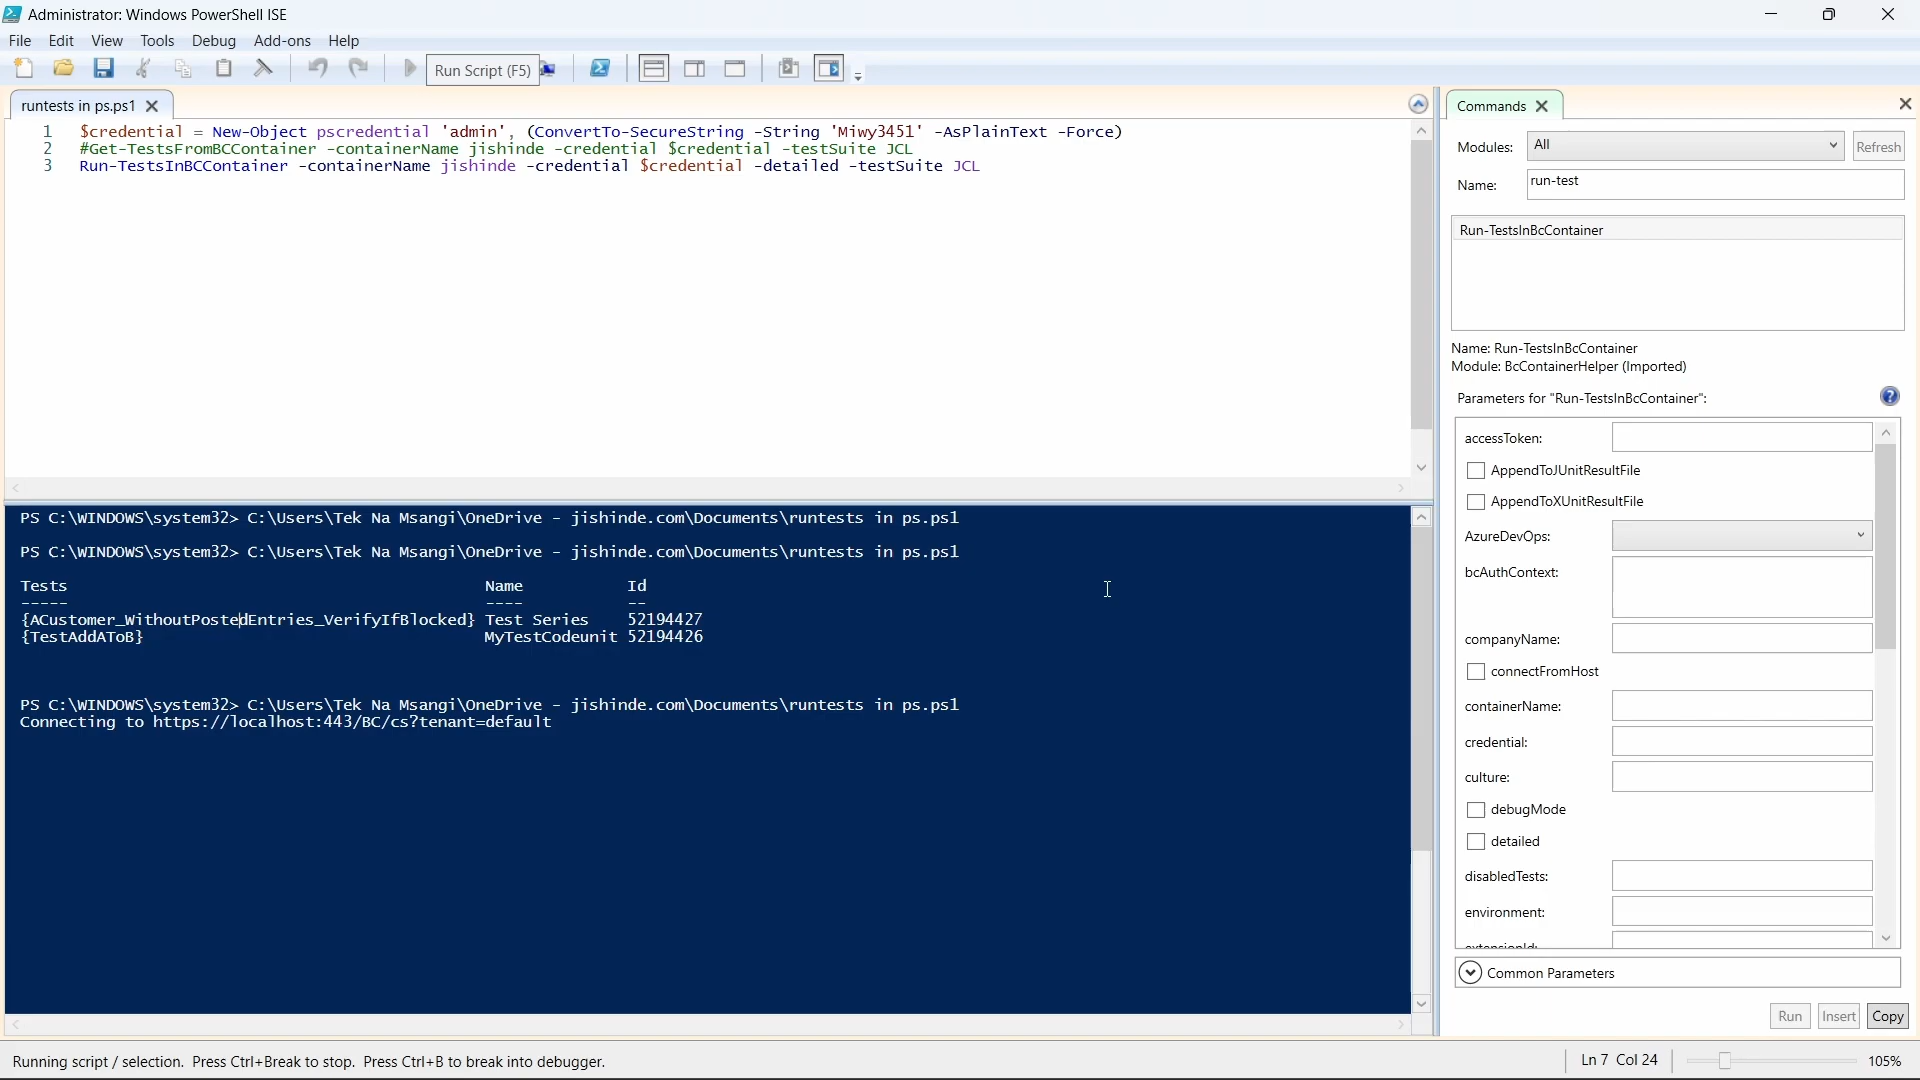 Administrator: Windows PowerShell ISE
File Edit View Tools Debug Add-ons Help
Run Script (F5)
runtests in ps.ps1
1 $credential = New-Object pscredential 'admin', (ConvertTo-SecureString -String 'Miwy3451' -AsPlainText -Force)
2 #Get-TestsFromBCContainer -containerName jishinde -credential $credential -testSuite JCL
3 Run-TestsInBCContainer -containerName jishinde -credential $credential -detailed -testSuite JCL
PS C:\WINDOWS\system32> C:\Users\Tek Na Msangi\OneDrive - jishinde.com\Documents\runtests in ps.ps1
PS C:\WINDOWS\system32> C:\Users\Tek Na Msangi\OneDrive - jishinde.com\Documents\runtests in ps.ps1
Tests Name Id
----- ---- --
{ACustomer_WithoutPostedEntries_VerifyIfBlocked} Test Series 52194427
{TestAddAToB} MyTestCodeunit 52194426
PS C:\WINDOWS\system32> C:\Users\Tek Na Msangi\OneDrive - jishinde.com\Documents\runtests in ps.ps1
Connecting to https://localhost:443/BC/cs?tenant=default
Commands
Modules: All Refresh
Name: run-test
Run-TestsInBcContainer
Name: Run-TestsInBcContainer
Module: BcContainerHelper (Imported)
Parameters for "Run-TestsInBcContainer":
accessToken:
AppendToJUnitResultFile
AppendToXUnitResultFile
AzureDevOps:
bcAuthContext:
companyName:
connectFromHost
containerName:
credential:
culture:
debugMode
detailed
disabledTests:
environment:
extensionId:
Common Parameters
Run Insert Copy
Running script / selection. Press Ctrl+Break to stop. Press Ctrl+B to break into debugger.
Ln 7 Col 24
105%